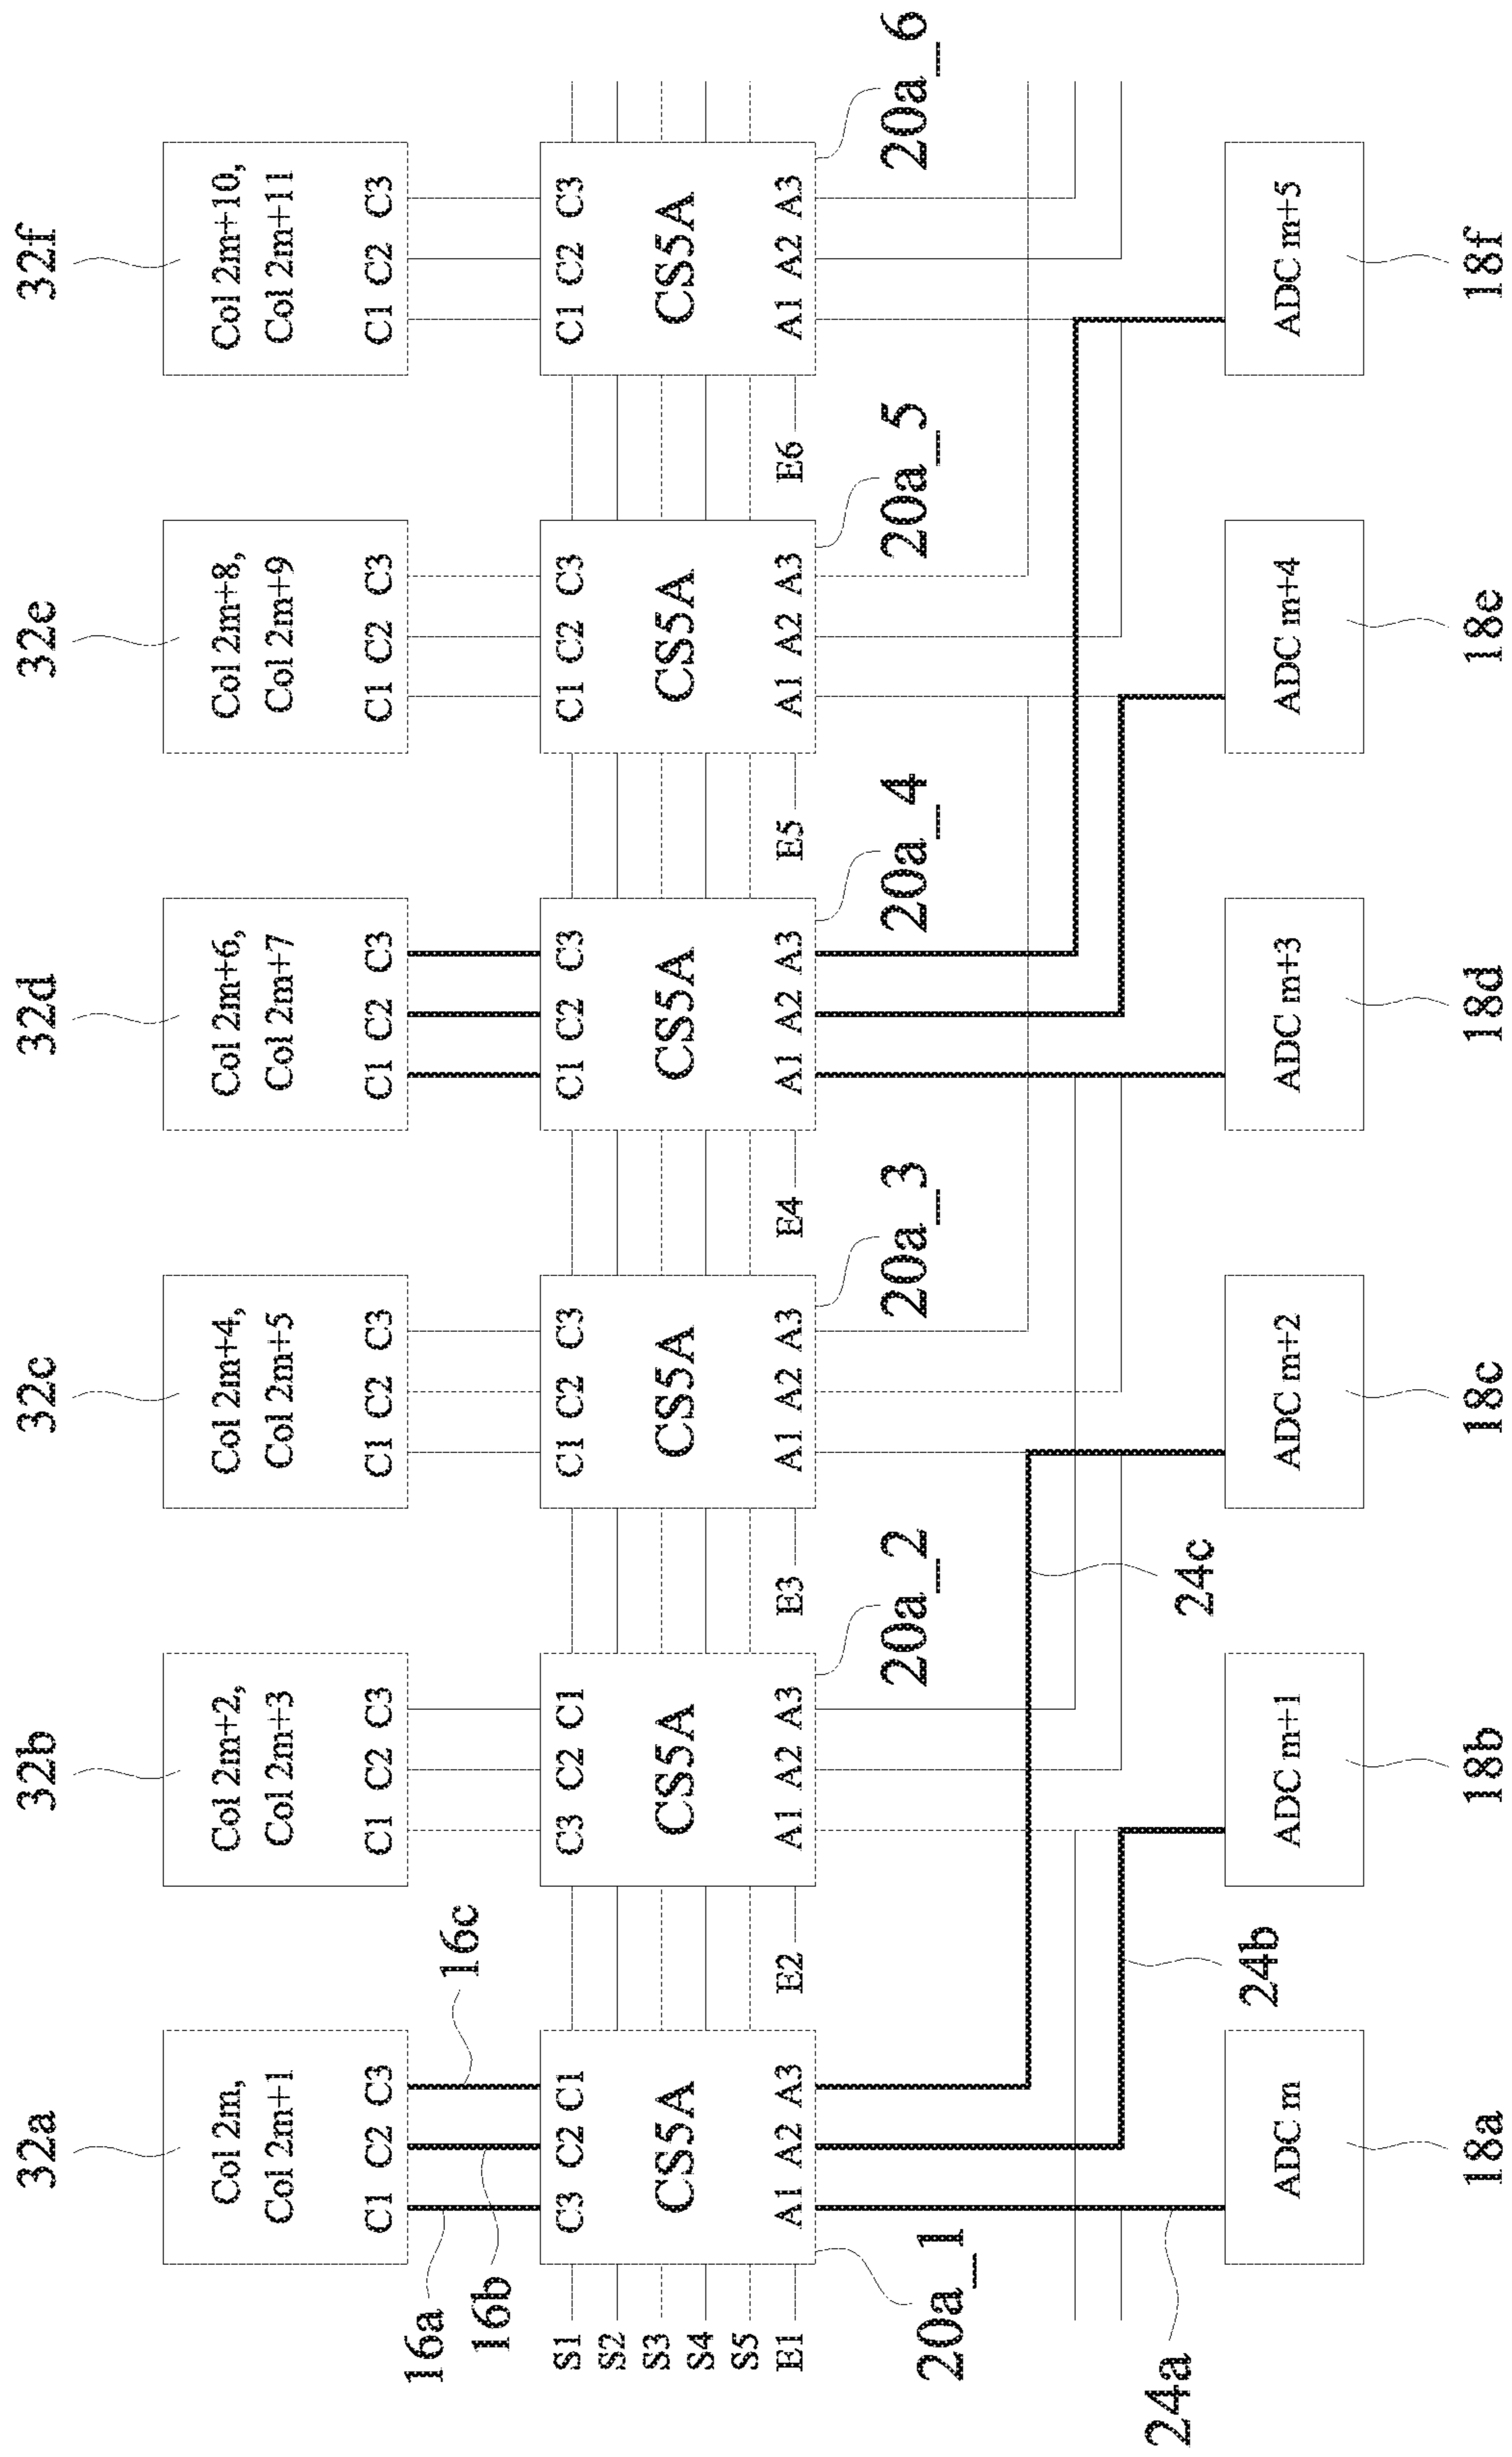 32a 32b 32c 32d 32e 32f
Col 2m, Col 2m+2, Col 2m+4, Col 2m+6, Col 2m+8, Col 2m+10,
Col 2m+1 Col 2m+3 Col 2m+5 Col 2m+7 Col 2m+9 Col 2m+11
C1 C2 C3 C1 C2 C3 C1 C2 C3 C1 C2 C3 C1 C2 C3 C1 C2 C3
16a 16c
16b
S1 C3 C2 C1 C3 C2 C1 C1 C2 C3 C1 C2 C3 C1 C2 C3 C1 C2 C3
S2
S3 CS5A CS5A CS5A CS5A CS5A CS5A
S4
S5
E1 A1 A2 A3 E2 A1 A2 A3 E3 A1 A2 A3 E4 A1 A2 A3 E5 A1 A2 A3 E6 A1 A2 A3
20a_1 20a_2 20a_3 20a_4 20a_5 20a_6
24a 24b 24c
ADC m ADC m+1 ADC m+2 ADC m+3 ADC m+4 ADC m+5
18a 18b 18c 18d 18e 18f